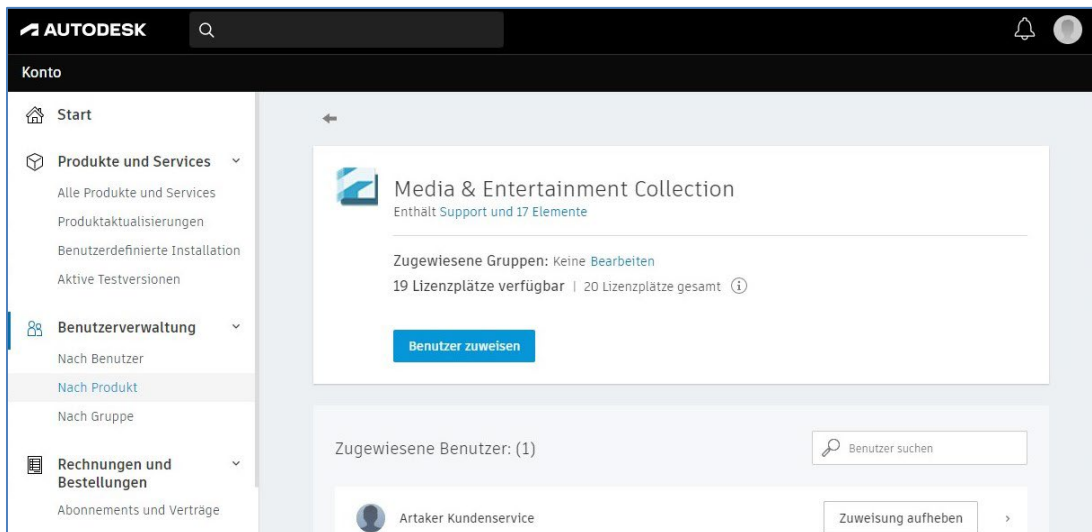 AUTODESK
Konto
Start
Produkte und Services
Alle Produkte und Services
Produktaktualisierungen
Benutzerdefinierte Installation
Aktive Testversionen
Benutzerverwaltung
Nach Benutzer
Nach Produkt
Nach Gruppe
Rechnungen und
Bestellungen
Abonnements und Verträge
Media & Entertainment Collection
Enthält Support und 17 Elemente
Zugewiesene Gruppen: Keine Bearbeiten
19 Lizenzplätze verfügbar | 20 Lizenzplätze gesamt
Benutzer zuweisen
Zugewiesene Benutzer: (1)
Benutzer suchen
Artaker Kundenservice
Zuweisung aufheben